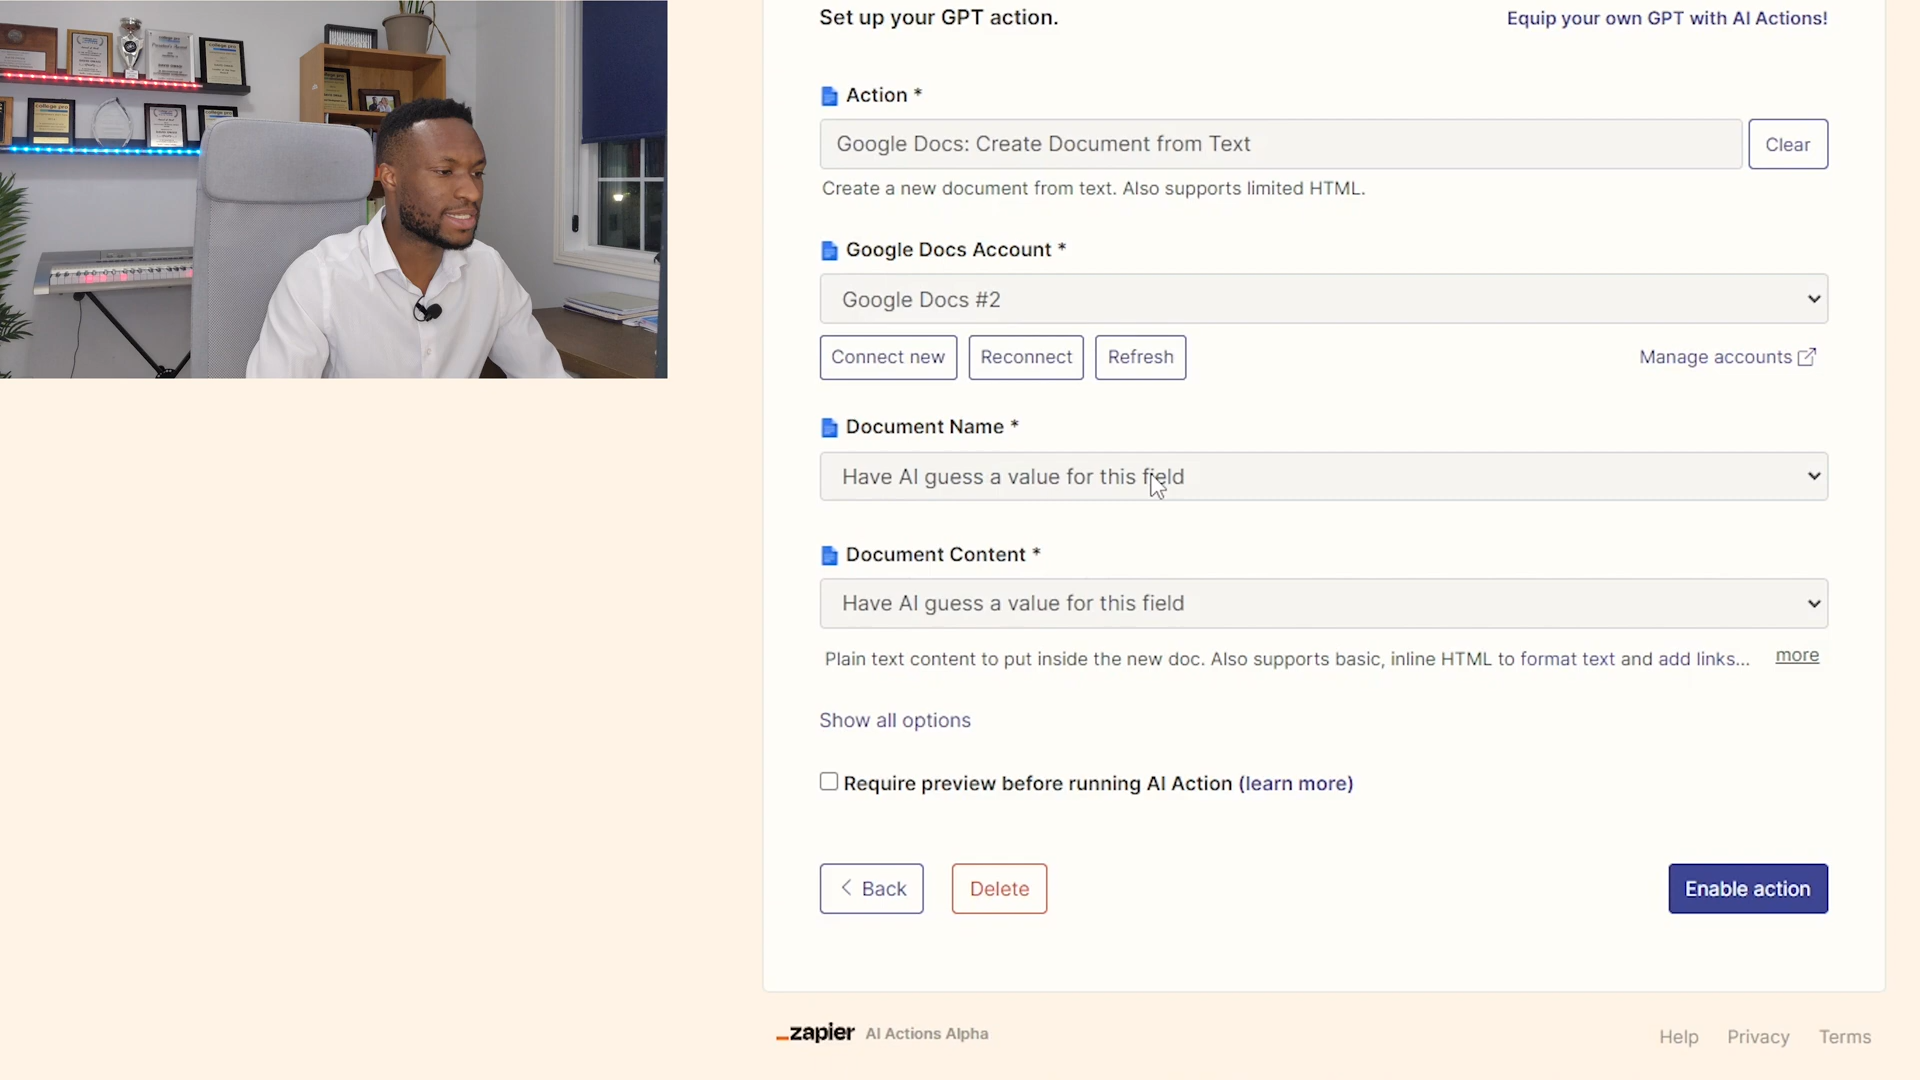 Set up your GPT action.
Equip your own GPT with AI Actions!
Action *
Google Docs: Create Document from Text
Clear
Create a new document from text. Also supports limited HTML.
Google Docs Account *
Google Docs #2
Connect new
Reconnect
Refresh
Manage accounts
Document Name *
Have AI guess a value for this field
Document Content *
Have AI guess a value for this field
Plain text content to put inside the new doc. Also supports basic, inline HTML to format text and add links...
more
Show all options
Require preview before running AI Action (learn more)
Back
Delete
Enable action
zapier AI Actions Alpha
Help
Privacy
Terms